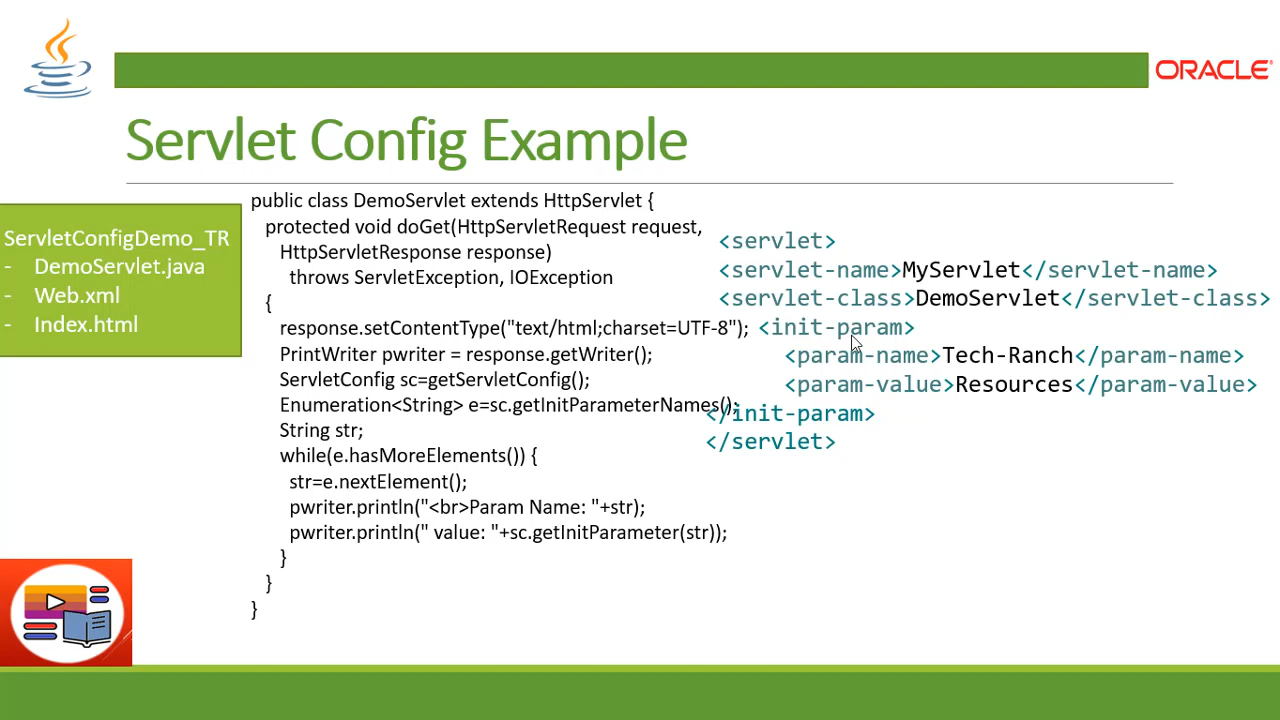 ORACLE
Servlet Config Example
ServletConfigDemo_TR
- DemoServlet.java
- Web.xml
- Index.html
public class DemoServlet extends HttpServlet {
protected void doGet(HttpServletRequest request,
HttpServletResponse response)
throws ServletException, IOException
{
response.setContentType("text/html;charset=UTF-8");
PrintWriter pwriter = response.getWriter();
ServletConfig sc=getServletConfig();
Enumeration<String> e=sc.getInitParameterNames();
String str;
while(e.hasMoreElements()) {
str=e.nextElement();
pwriter.println("<br>Param Name: "+str);
pwriter.println(" value: "+sc.getInitParameter(str));
}
}
}
<servlet>
<servlet-name>MyServlet</servlet-name>
<servlet-class>DemoServlet</servlet-class>
<init-param>
<param-name>Tech-Ranch</param-name>
<param-value>Resources</param-value>
</init-param>
</servlet>